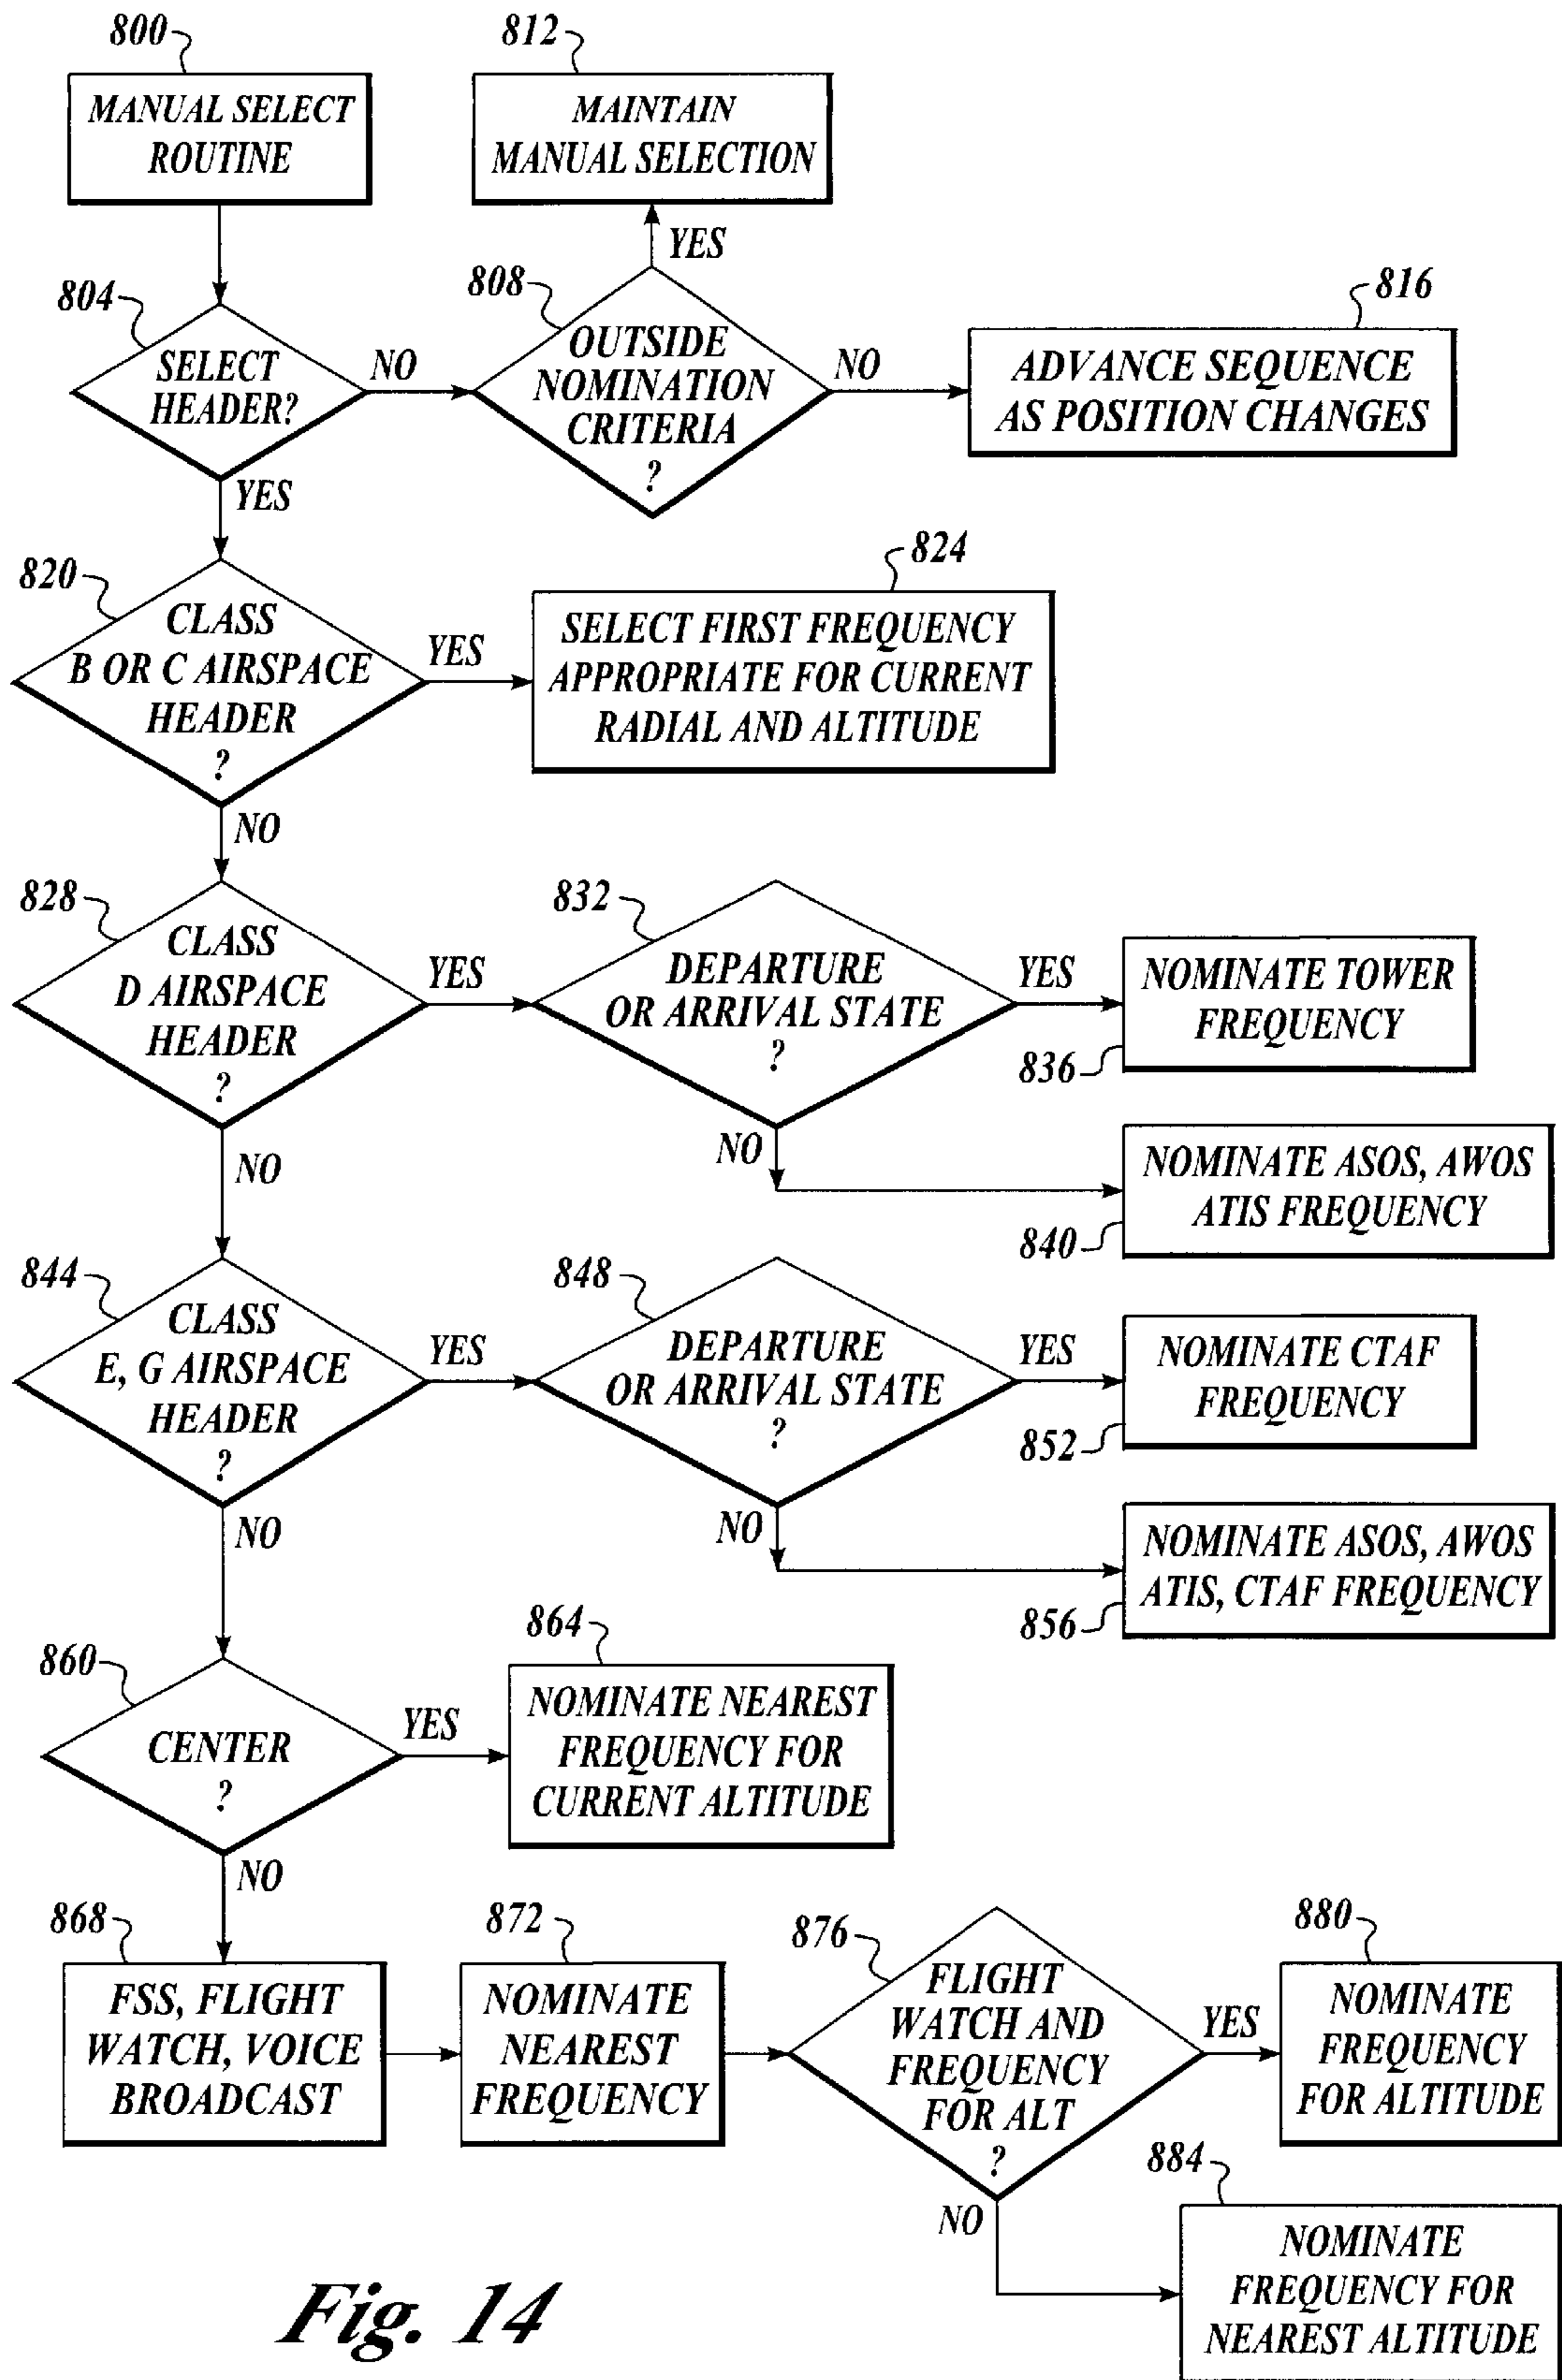 800
MANUAL SELECT
ROUTINE
812
MAINTAIN
MANUAL SELECTION
YES
804
SELECT
HEADER?
NO
808
OUTSIDE
NOMINATION
CRITERIA
?
NO
816
ADVANCE SEQUENCE
AS POSITION CHANGES
YES
820
CLASS
B OR C AIRSPACE
HEADER
?
YES
824
SELECT FIRST FREQUENCY
APPROPRIATE FOR CURRENT
RADIAL AND ALTITUDE
NO
828
CLASS
D AIRSPACE
HEADER
?
YES
832
DEPARTURE
OR ARRIVAL STATE
?
YES
NOMINATE TOWER
FREQUENCY
836
NO
NOMINATE ASOS, AWOS
ATIS FREQUENCY
840
NO
844
CLASS
E, G AIRSPACE
HEADER
?
YES
848
DEPARTURE
OR ARRIVAL STATE
?
YES
NOMINATE CTAF
FREQUENCY
852
NO
NOMINATE ASOS, AWOS
ATIS, CTAF FREQUENCY
856
NO
860
CENTER
?
YES
864
NOMINATE NEAREST
FREQUENCY FOR
CURRENT ALTITUDE
NO
868
FSS, FLIGHT
WATCH, VOICE
BROADCAST
872
NOMINATE
NEAREST
FREQUENCY
876
FLIGHT
WATCH AND
FREQUENCY
FOR ALT
?
YES
880
NOMINATE
FREQUENCY
FOR ALTITUDE
NO
884
NOMINATE
FREQUENCY FOR
NEAREST ALTITUDE
Fig. 14